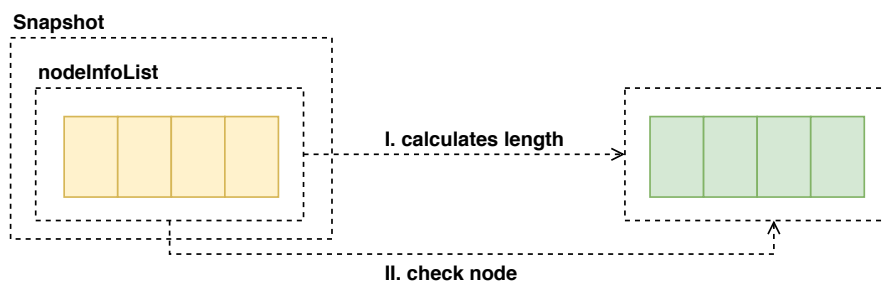 Snapshot
nodeInfoList
I. calculates length
II. check node